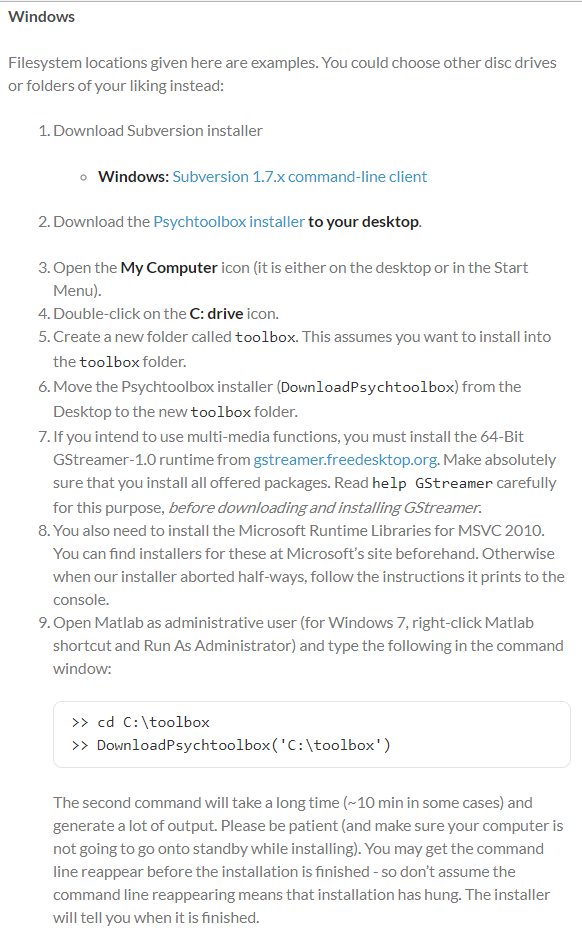 Windows
Filesystem locations given here are examples. You could choose other disc drives
or folders of your liking instead:
1. Download Subversion installer
Windows: Subversion 1.7.x command-line client
2. Download the Psychtoolbox installer to your desktop.
3. Open the My Computer icon (it is either on the desktop or in the Start
Menu).
4. Double-click on the C: drive icon.
5. Create a new folder called toolbox. This assumes you want to install into
the toolbox folder.
6. Move the Psychtoolbox installer (DownloadPsychtoolbox) from the
Desktop to the new toolbox folder.
7. If you intend to use multi-media functions, you must install the 64-Bit
GStreamer-1.0 runtime from gstreamer.freedesktop.org. Make absolutely
sure that you install all offered packages. Read help GStreamer carefully
for this purpose, before downloading and installing GStreamer.
8. You also need to install the Microsoft Runtime Libraries for MSVC 2010.
You can find installers for these at Microsoft's site beforehand. Otherwise
when our installer aborted half-ways, follow the instructions it prints to the
console.
9. Open Matlab as administrative user (for Windows 7, right-click Matlab
shortcut and Run As Administrator) and type the following in the command
window:
>> cd C:\toolbox
>> DownloadPsychtoolbox('C:\toolbox')
The second command will take a long time (~10 min in some cases) and
generate a lot of output. Please be patient (and make sure your computer is
not going to go onto standby while installing). You may get the command
line reappear before the installation is finished - so don't assume the
command line reappearing means that installation has hung. The installer
will tell you when it is finished.